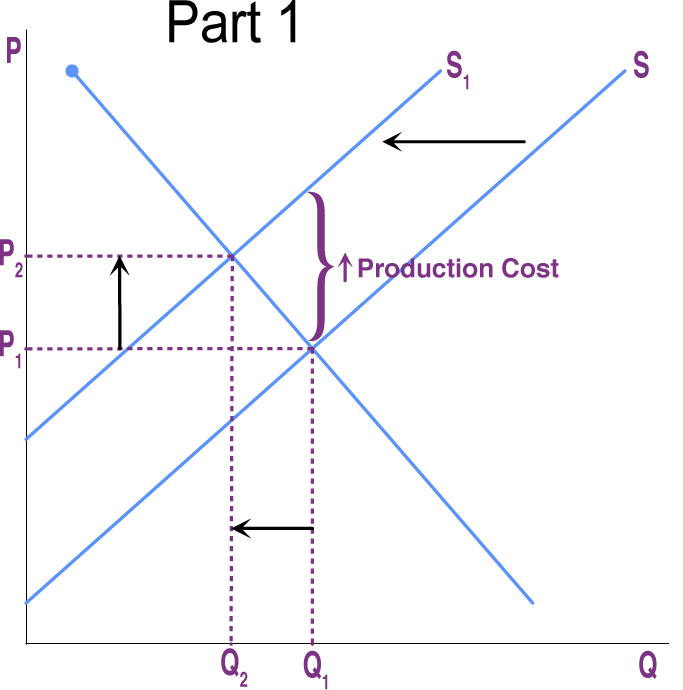 Part 1
P
S1
S
P2
↑ Production Cost
P1
Q2
Q1
Q